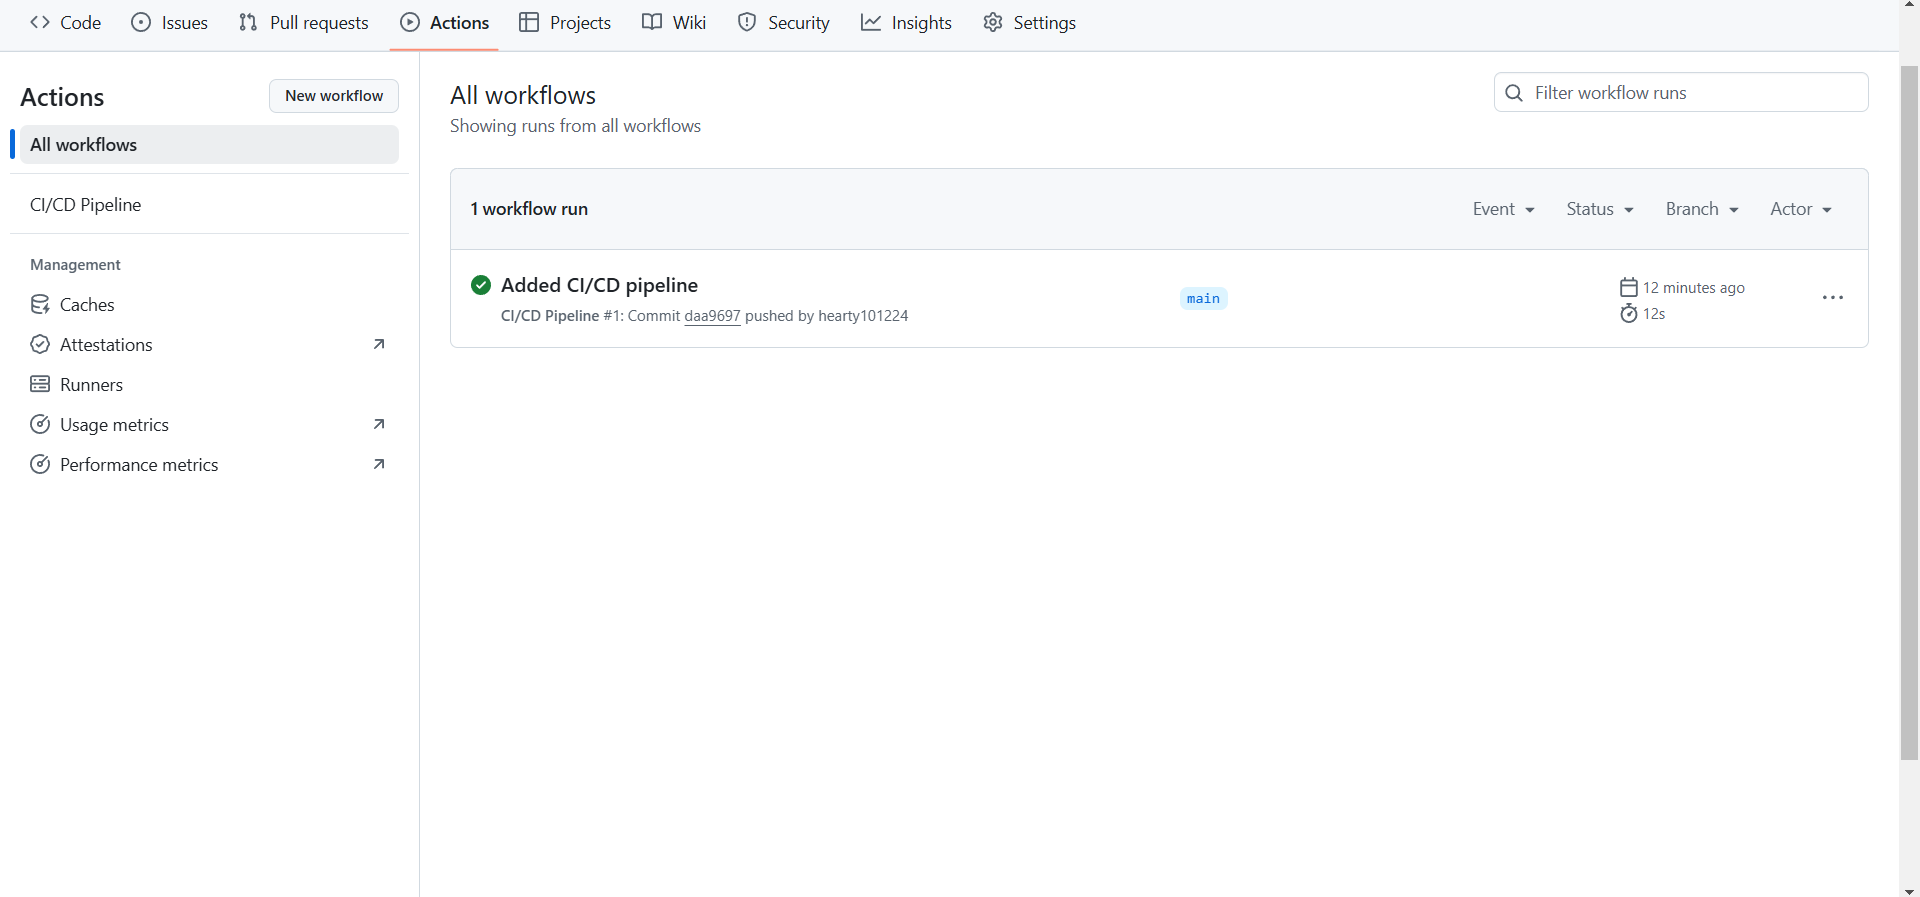 Code Issues Pull requests Actions Projects Wiki Security Insights Settings
Actions
New workflow
All workflows
CI/CD Pipeline
Management
Caches
Attestations
Runners
Usage metrics
Performance metrics
All workflows
Showing runs from all workflows
Filter workflow runs
1 workflow run
Event Status Branch Actor
Added CI/CD pipeline
CI/CD Pipeline #1: Commit daa9697 pushed by hearty101224
main
12 minutes ago
12s